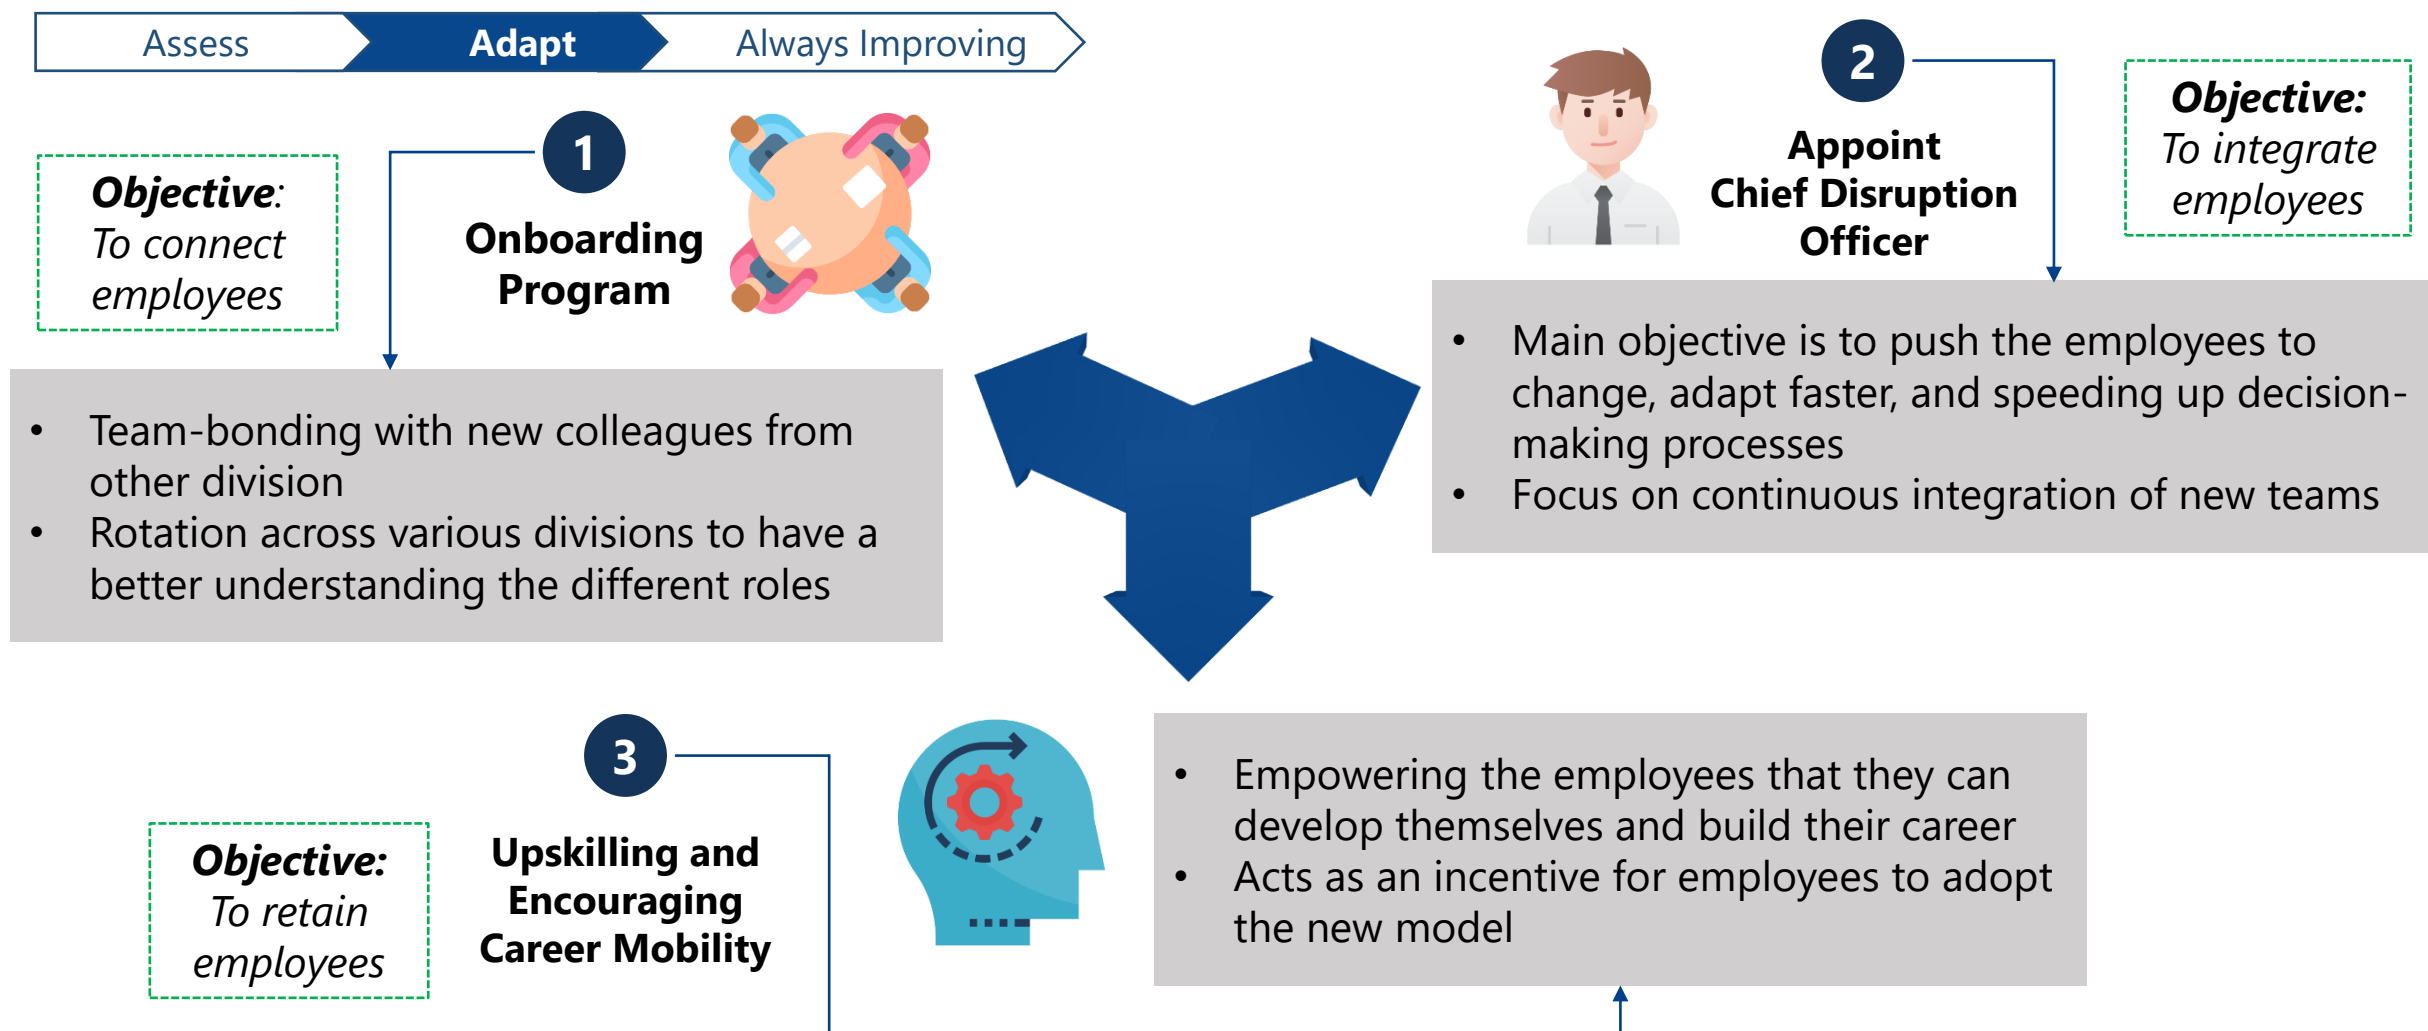 Assess
Adapt
Always Improving
1
Onboarding
Program
Objective:
To connect
employees
• Team-bonding with new colleagues from
other division
• Rotation across various divisions to have a
better understanding the different roles
2
Appoint
Chief Disruption
Officer
Objective:
To integrate
employees
• Main objective is to push the employees to
change, adapt faster, and speeding up decision-
making processes
• Focus on continuous integration of new teams
3
Upskilling and
Encouraging
Career Mobility
Objective:
To retain
employees
• Empowering the employees that they can
develop themselves and build their career
• Acts as an incentive for employees to adopt
the new model